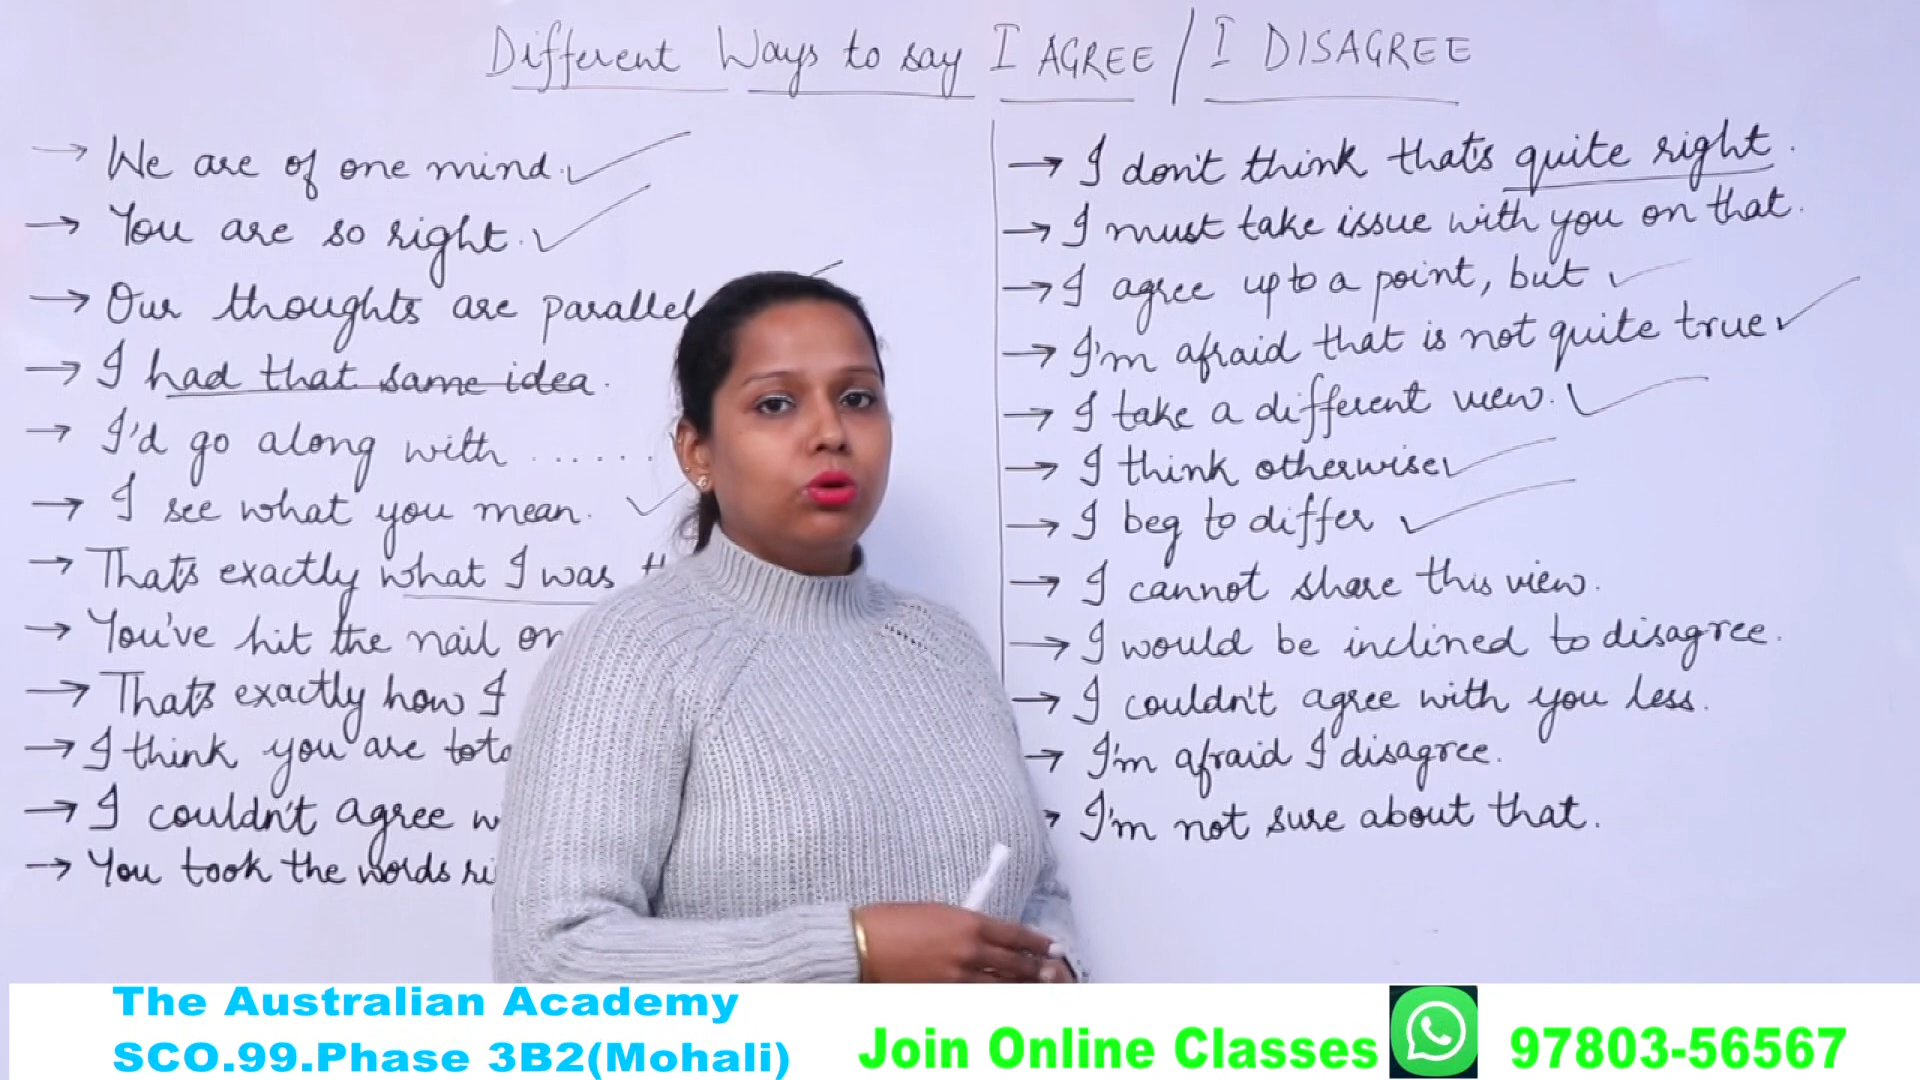 Different Ways to say I AGREE / I DISAGREE
→ We are of one mind.
→ You are so right.
→ Our thoughts are parallel
→ I had that same idea.
→ I'd go along with ......
→ I see what you mean.
→ Thats exactly what I was
→ You've hit the nail on
→ That's exactly how I
→ I think you are
→ I couldn't agree
→ You took the words
→ I don't think that's quite right.
→ I must take issue with you on that.
→ I agree up to a point, but
→ I'm afraid that is not quite true
→ I take a different view.
→ I think otherwise
→ I beg to differ
→ I cannot share this view.
→ I would be inclined to disagree.
→ I couldn't agree with you less.
→ I'm afraid I disagree.
→ I'm not sure about that.
The Australian Academy
SCO.99.Phase 3B2(Mohali)
Join Online Classes 97803-56567